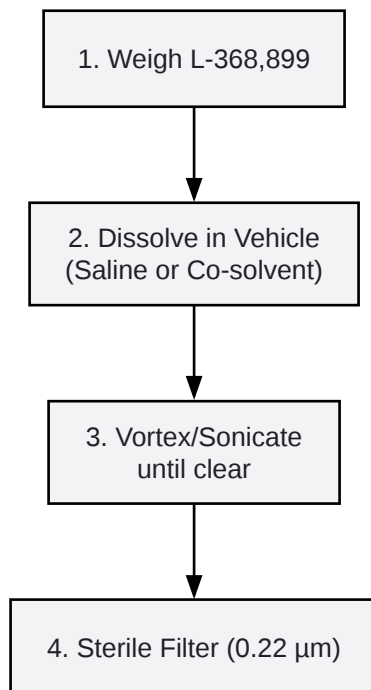 1. Weigh L-368,899
2. Dissolve in Vehicle
(Saline or Co-solvent)
3. Vortex/Sonicate
until clear
4. Sterile Filter (0.22 µm)